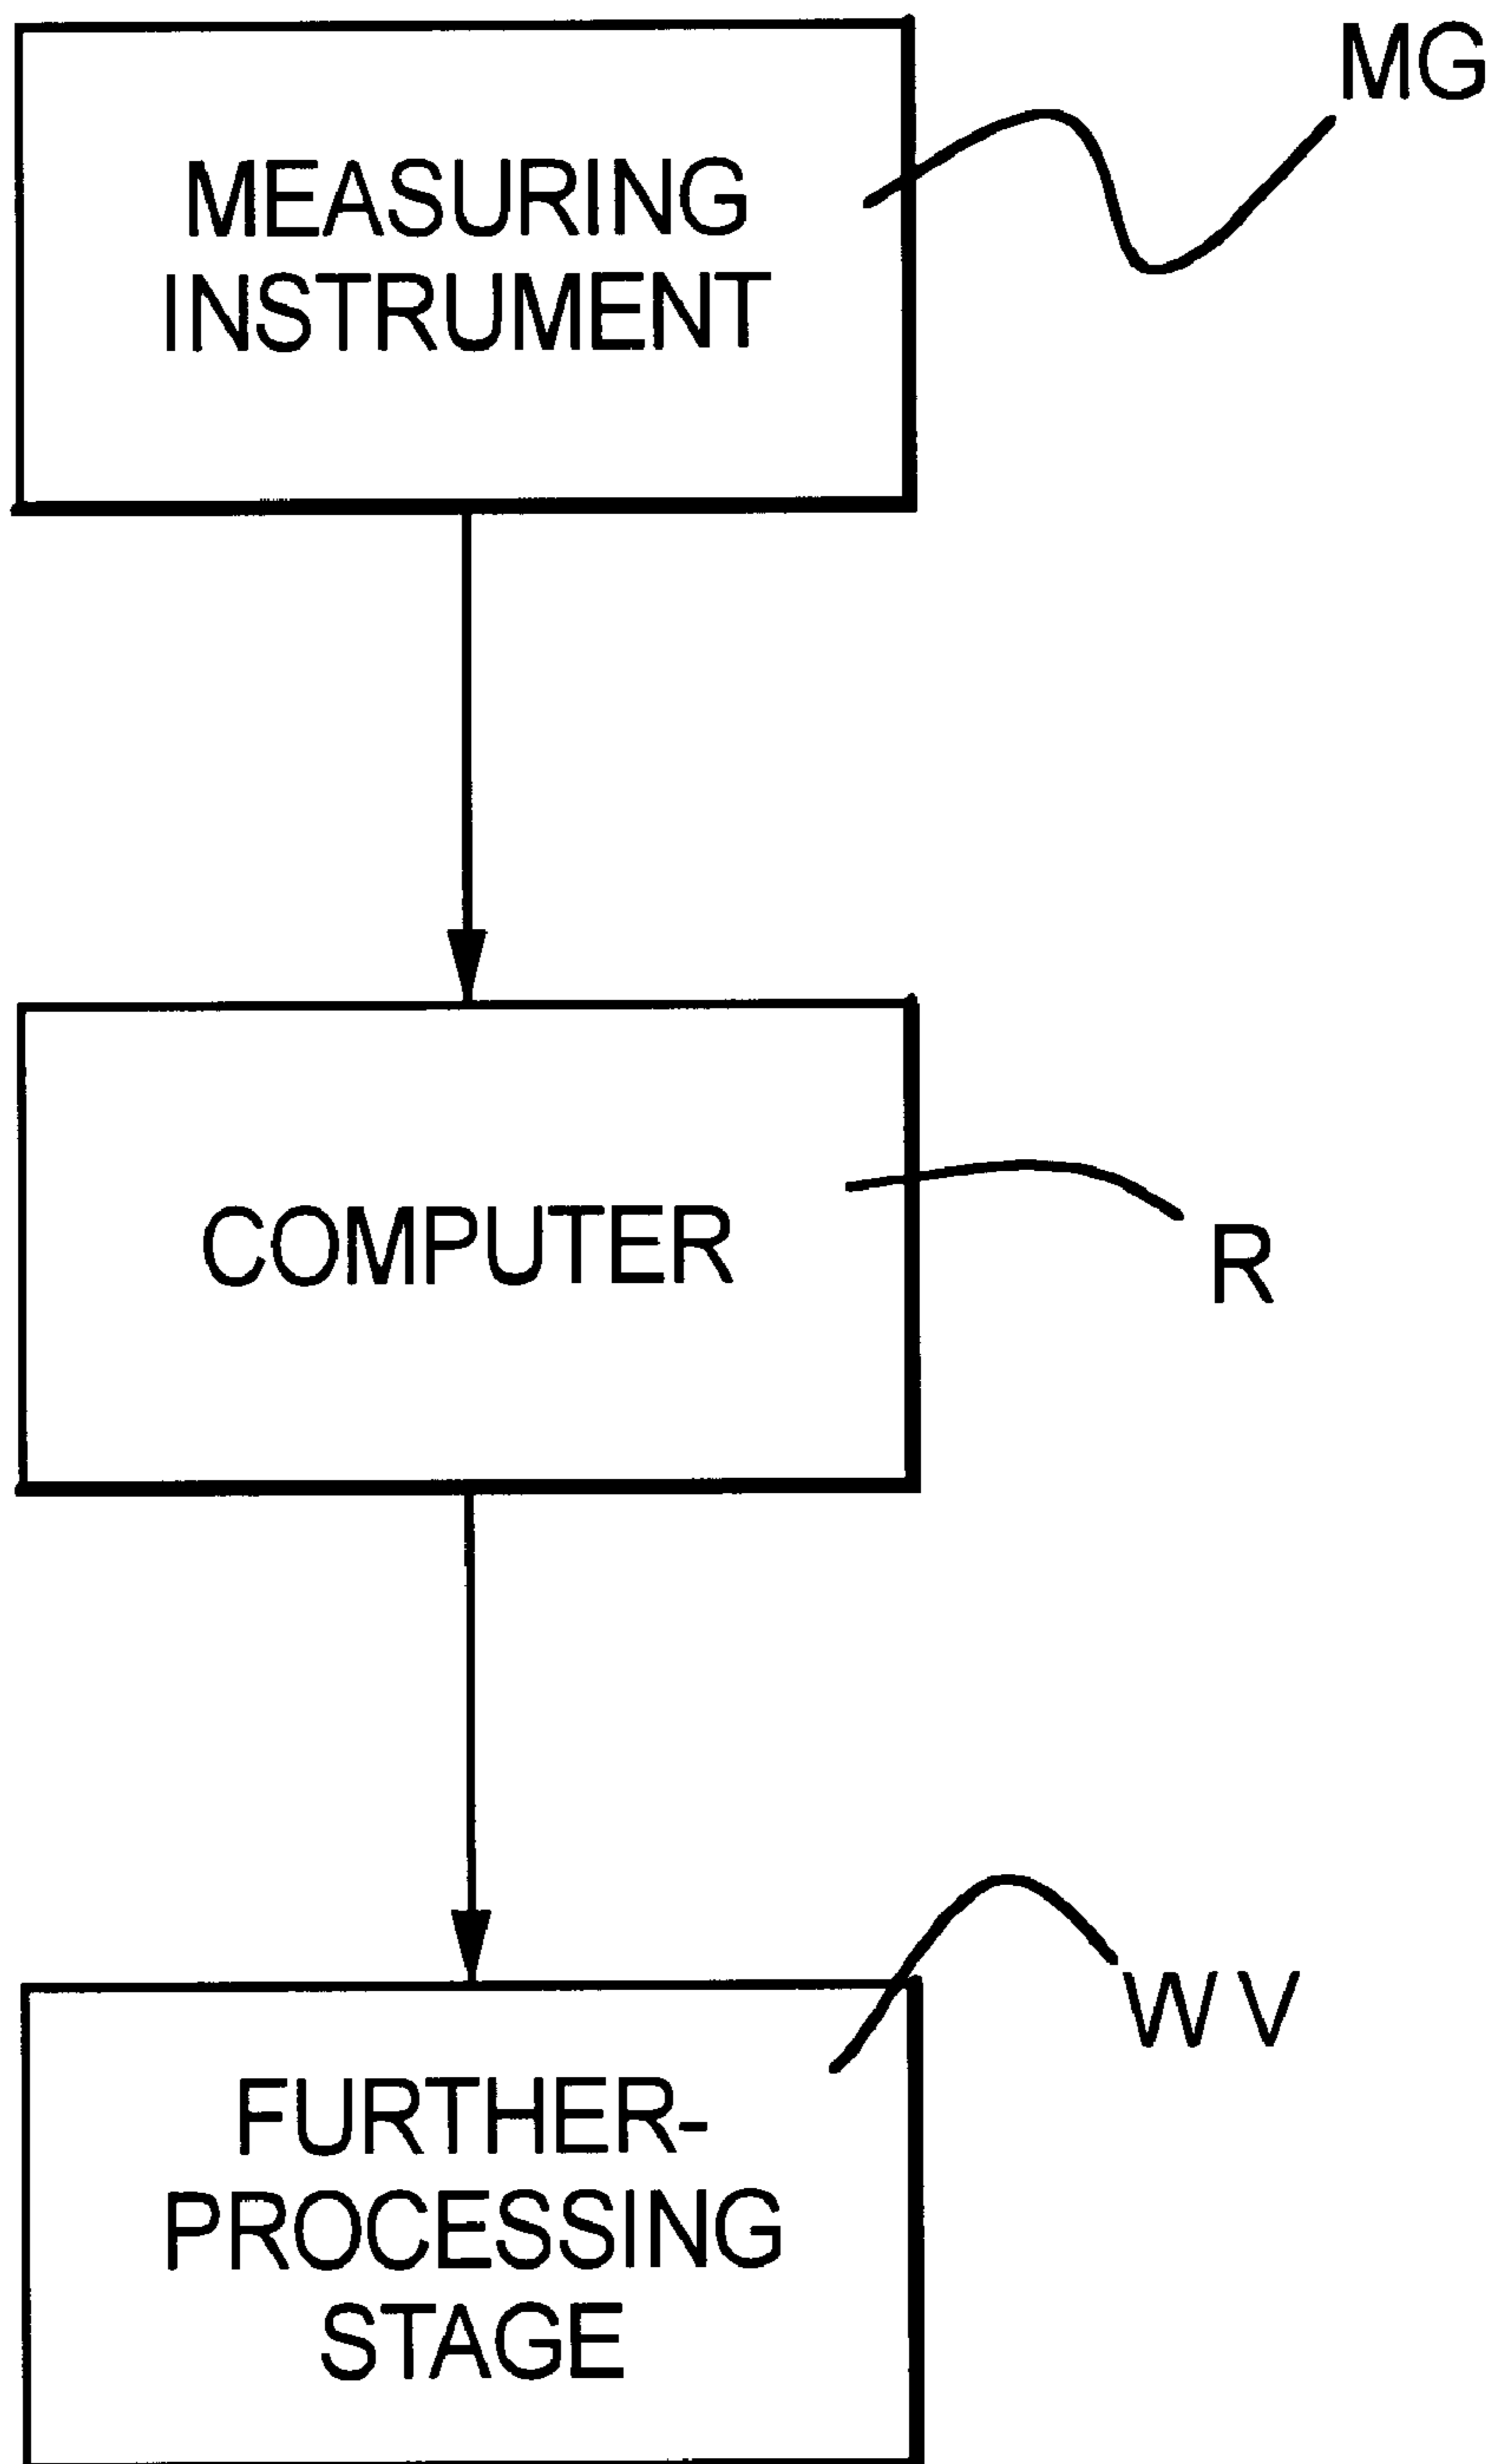 MG
MEASURING
INSTRUMENT
COMPUTER
R
WV
FURTHER-
PROCESSING
STAGE